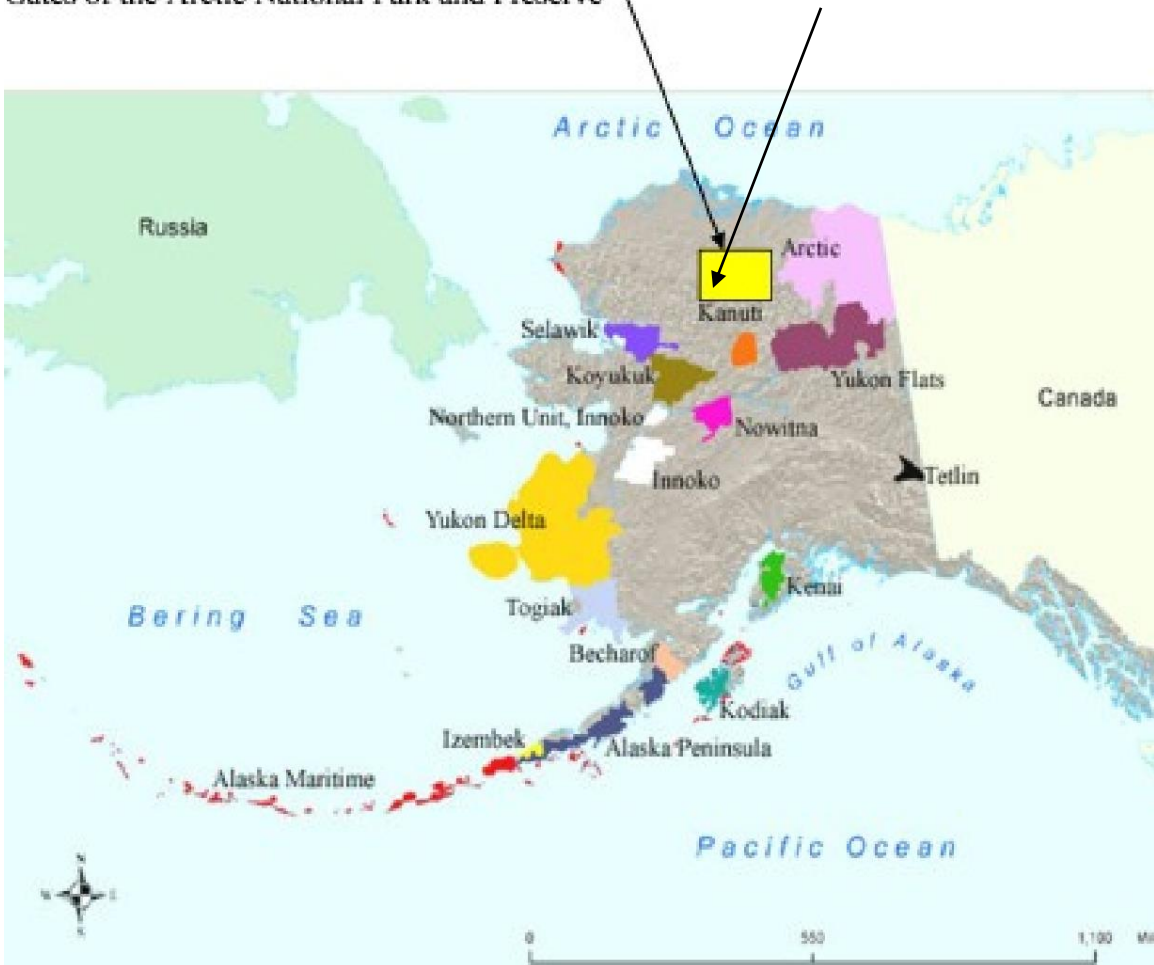 Gates of the Arctic National Park and Preserve
Arctic Ocean
Russia
Arctic
Kanuti
Selawik
Koyukuk
Yukon Flats
Canada
Northern Unit, Innoko
Nowitna
Innoko
Tetlin
Yukon Delta
Kenai
Togiak
Bering Sea
Becharof
Gulf of Alaska
Kodiak
Izembek
Alaska Peninsula
Alaska Maritime
Pacific Ocean
N
0 550 1,100